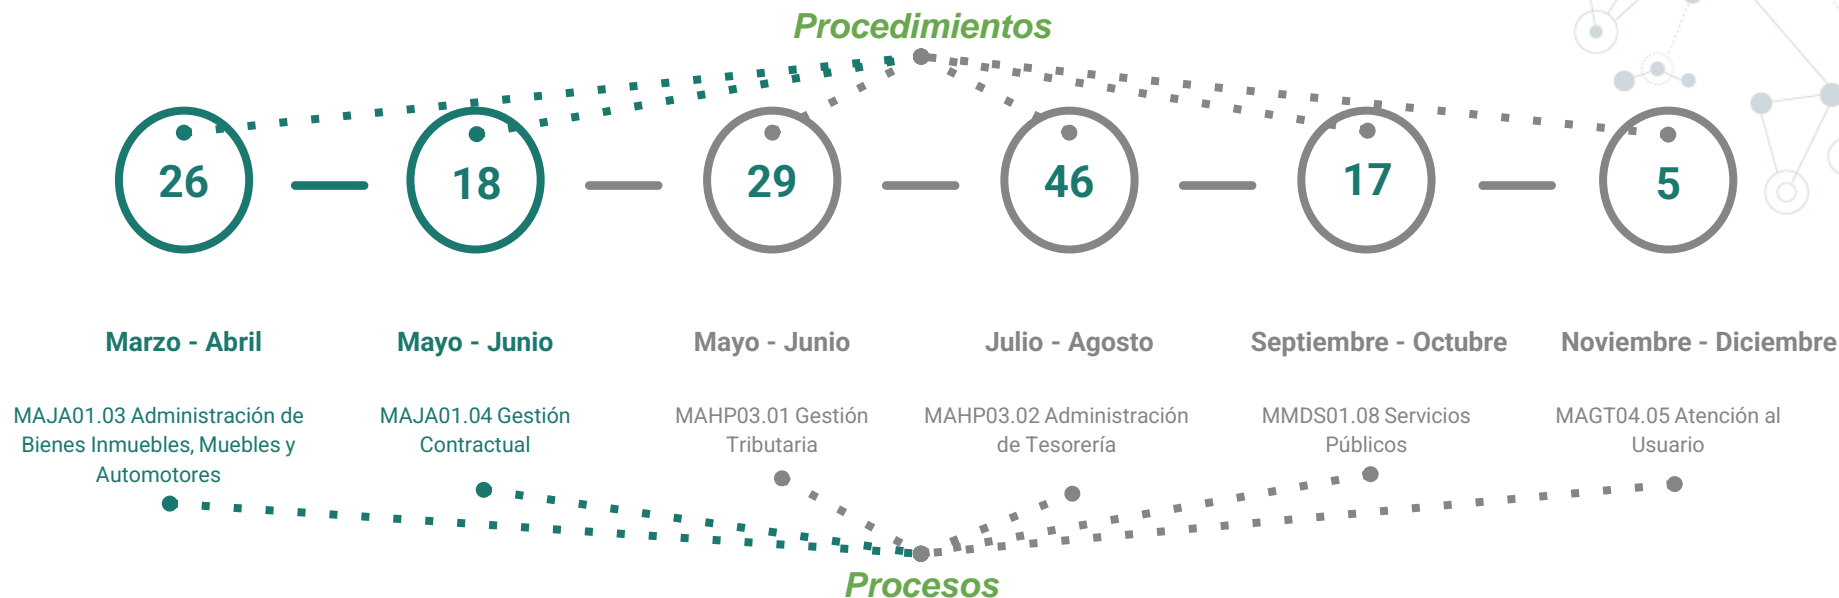 Procedimientos
26
18
29
46
17
5
Marzo - Abril
Mayo - Junio
Mayo - Junio
Julio - Agosto
Septiembre - Octubre
Noviembre - Diciembre
MAJA01.03 Administración de
Bienes Inmuebles, Muebles y
Automotores
MAJA01.04 Gestión
Contractual
MAHP03.01 Gestión
Tributaria
MAHP03.02 Administración
de Tesorería
MMDS01.08 Servicios
Públicos
MAGT04.05 Atención al
Usuario
Procesos